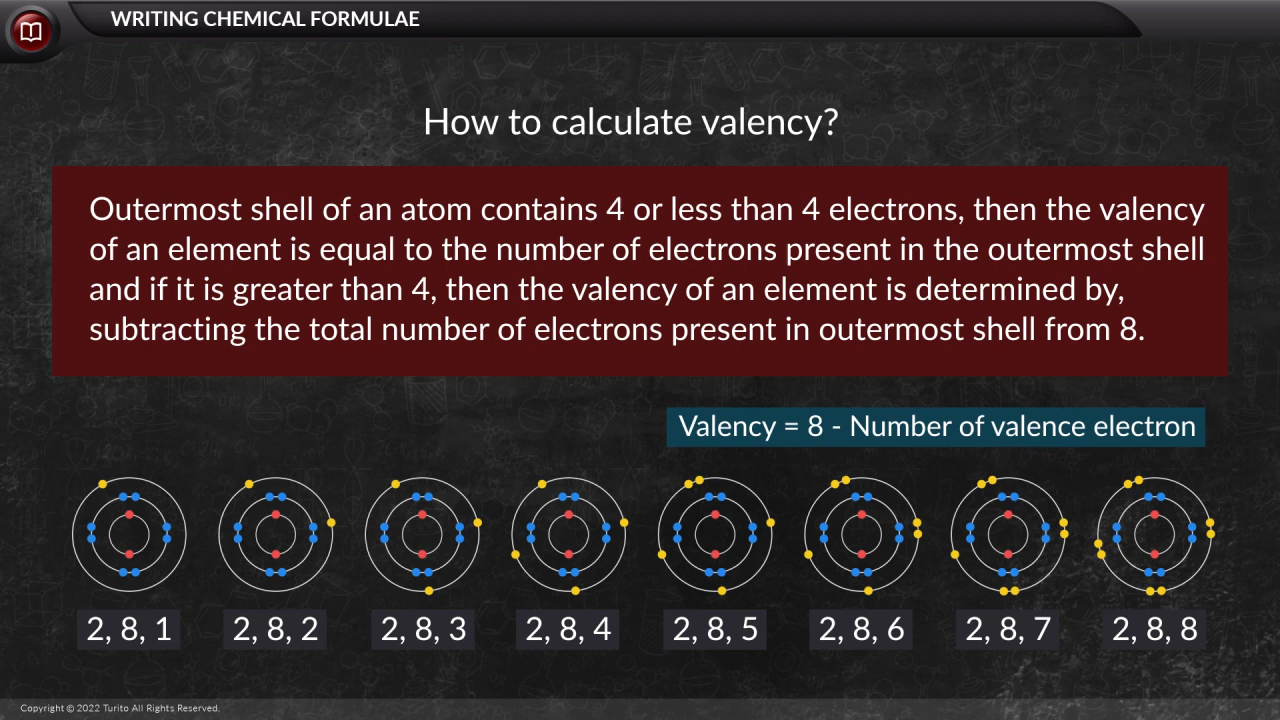 WRITING CHEMICAL FORMULAE
How to calculate valency?
Outermost shell of an atom contains 4 or less than 4 electrons, then the valency
of an element is equal to the number of electrons present in the outermost shell
and if it is greater than 4, then the valency of an element is determined by,
subtracting the total number of electrons present in outermost shell from 8.
Valency = 8 - Number of valence electron
2, 8, 1 2, 8, 2 2, 8, 3 2, 8, 4 2, 8, 5 2, 8, 6 2, 8, 7 2, 8, 8
Copyright © 2022 Turito All Rights Reserved.